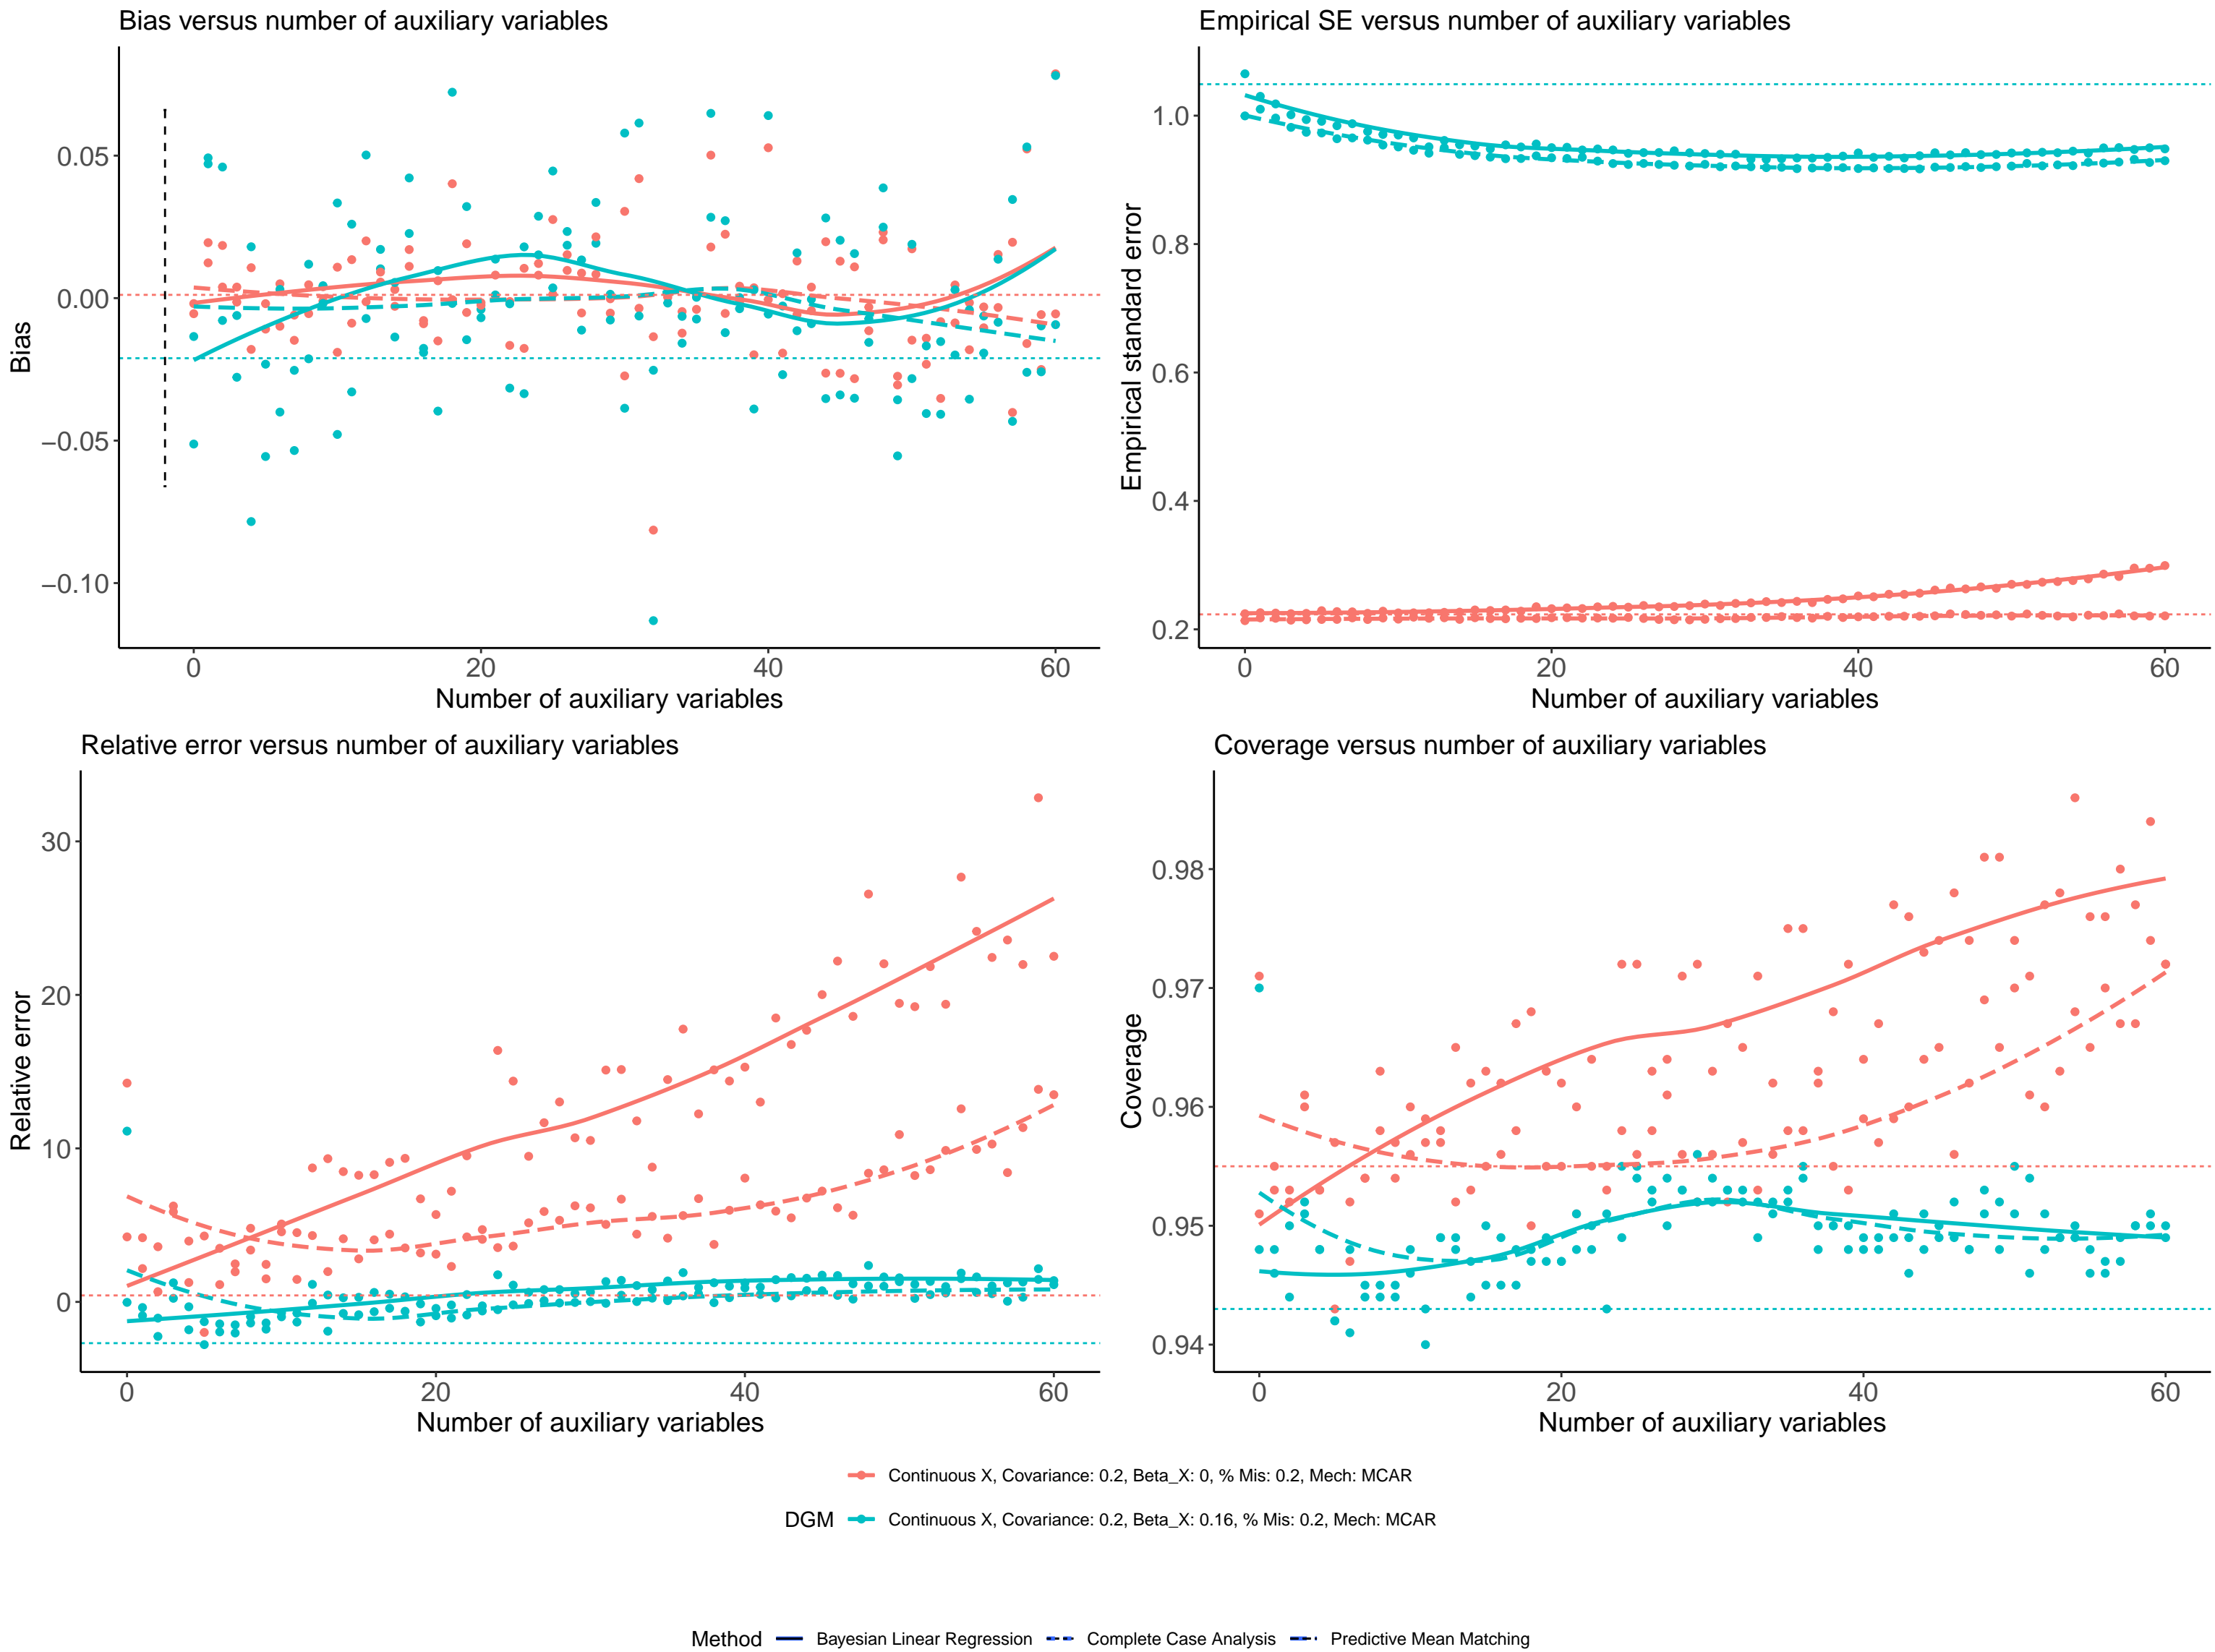 Bias versus number of auxiliary variables
0.05
0.00
−0.05
−0.10
Bias
0 20 40 60
Number of auxiliary variables
Empirical SE versus number of auxiliary variables
1.0
0.8
0.6
0.4
0.2
Empirical standard error
0 20 40 60
Number of auxiliary variables
Relative error versus number of auxiliary variables
30
20
10
0
Relative error
0 20 40 60
Number of auxiliary variables
Coverage versus number of auxiliary variables
0.98
0.97
0.96
0.95
0.94
Coverage
0 20 40 60
Number of auxiliary variables
Continuous X, Covariance: 0.2, Beta_X: 0, % Mis: 0.2, Mech: MCAR
DGM Continuous X, Covariance: 0.2, Beta_X: 0.16, % Mis: 0.2, Mech: MCAR
Method Bayesian Linear Regression Complete Case Analysis Predictive Mean Matching